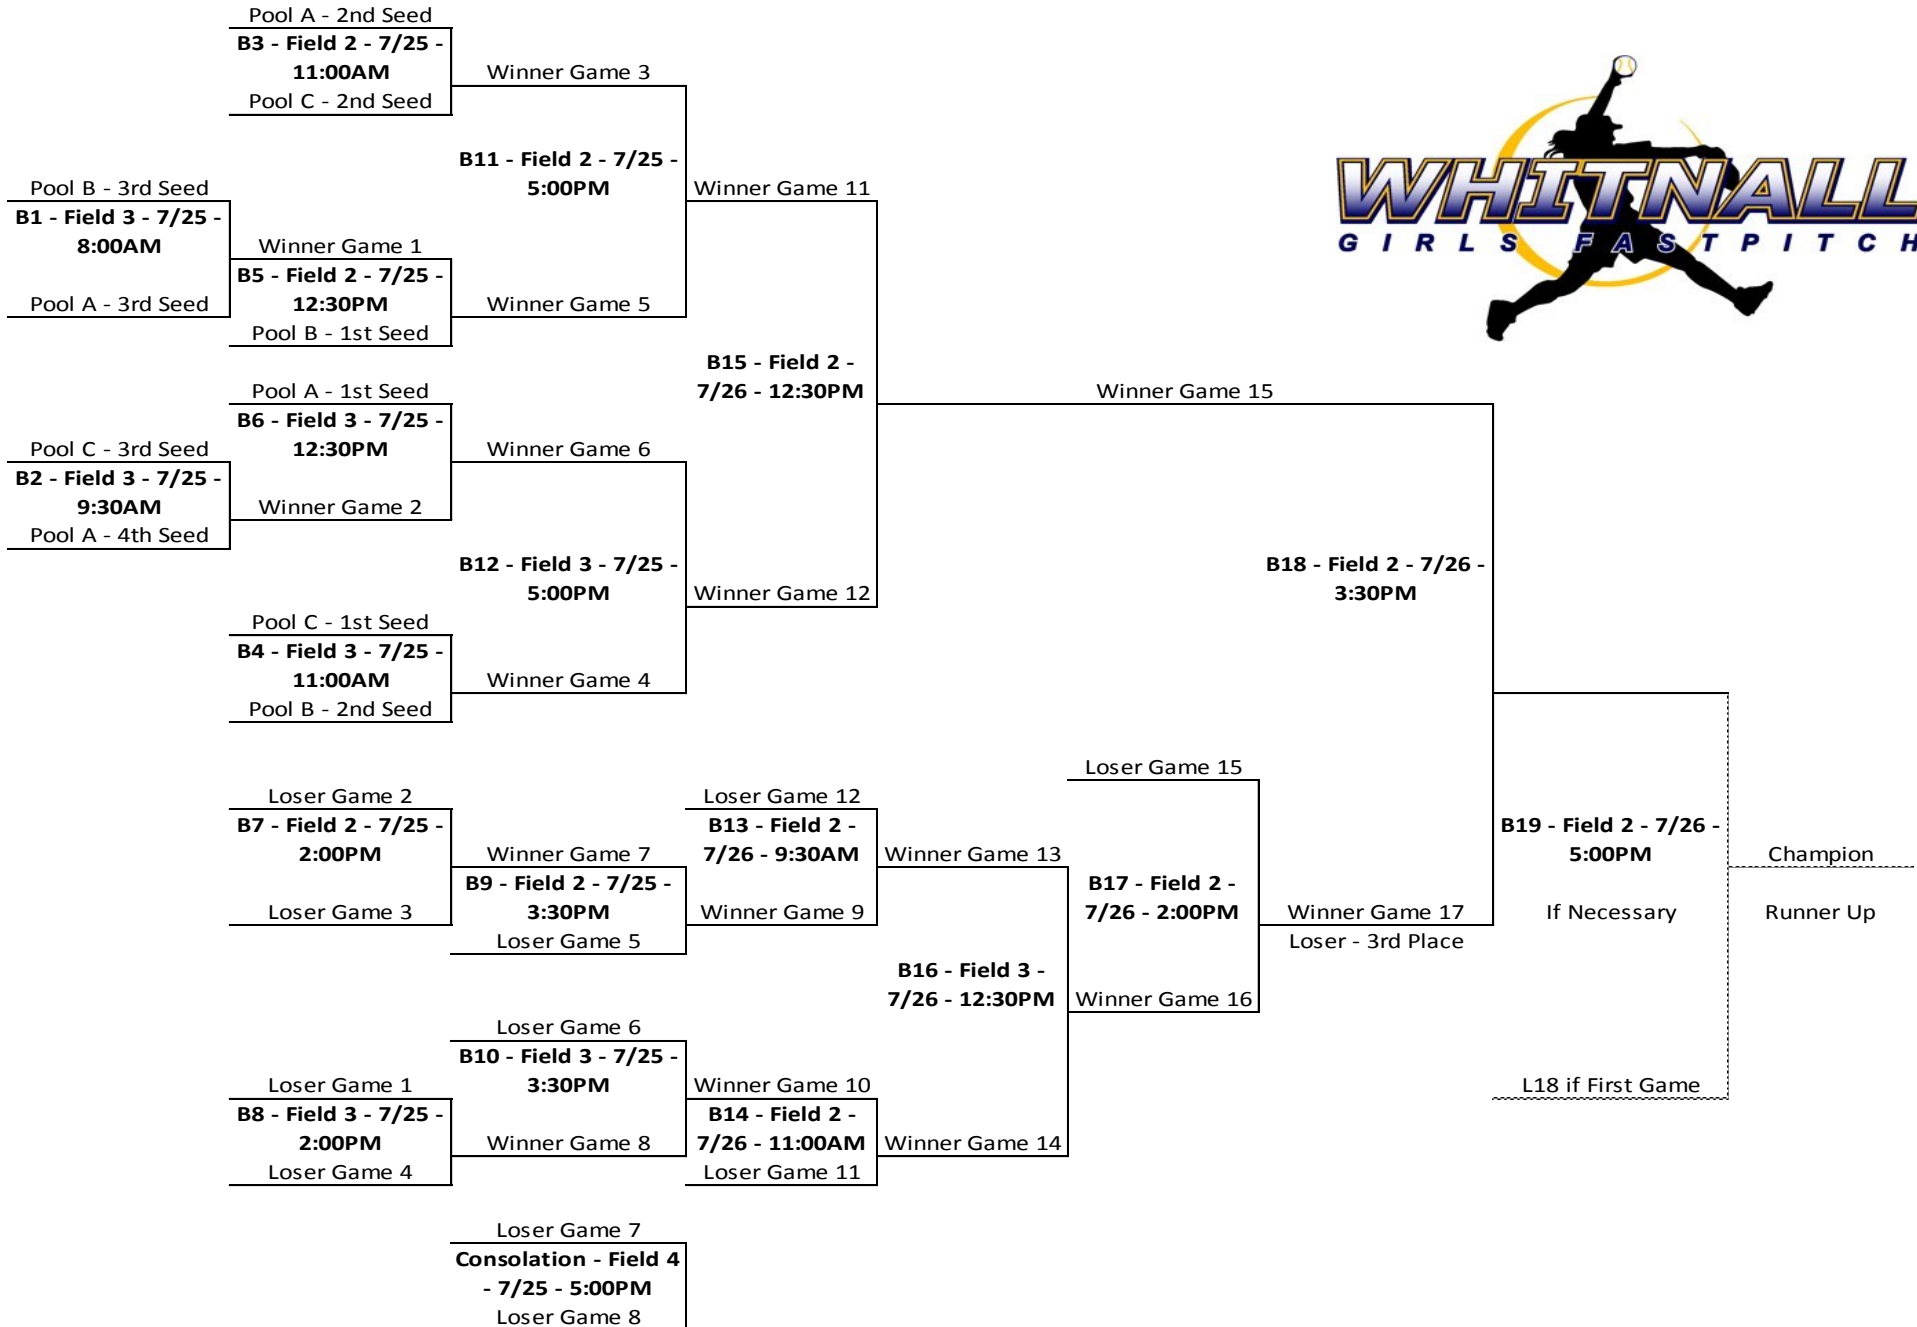 Pool A - 2nd Seed
B3 - Field 2 - 7/25 -
11:00AM
Pool C - 2nd Seed
Winner Game 3
WHITNALL
GIRLS FASTPITCH
B11 - Field 2 - 7/25 -
5:00PM
Winner Game 11
Pool B - 3rd Seed
B1 - Field 3 - 7/25 -
8:00AM
Pool A - 3rd Seed
Winner Game 1
B5 - Field 2 - 7/25 -
12:30PM
Pool B - 1st Seed
Winner Game 5
B15 - Field 2 -
7/26 - 12:30PM
Winner Game 15
Pool A - 1st Seed
B6 - Field 3 - 7/25 -
12:30PM
Winner Game 2
Winner Game 6
Pool C - 3rd Seed
B2 - Field 3 - 7/25 -
9:30AM
Pool A - 4th Seed
B12 - Field 3 - 7/25 -
5:00PM
Winner Game 12
B18 - Field 2 - 7/26 -
3:30PM
Pool C - 1st Seed
B4 - Field 3 - 7/25 -
11:00AM
Pool B - 2nd Seed
Winner Game 4
Loser Game 15
Loser Game 2
B7 - Field 2 - 7/25 -
2:00PM
Loser Game 3
Winner Game 7
B9 - Field 2 - 7/25 -
3:30PM
Loser Game 5
Loser Game 12
B13 - Field 2 -
7/26 - 9:30AM
Winner Game 9
Winner Game 13
B17 - Field 2 -
7/26 - 2:00PM
Winner Game 17
Loser - 3rd Place
B19 - Field 2 - 7/26 -
5:00PM
If Necessary
Champion
Runner Up
B16 - Field 3 -
7/26 - 12:30PM
Winner Game 16
Loser Game 6
B10 - Field 3 - 7/25 -
3:30PM
Winner Game 8
Loser Game 1
B8 - Field 3 - 7/25 -
2:00PM
Loser Game 4
Winner Game 10
B14 - Field 2 -
7/26 - 11:00AM
Loser Game 11
Winner Game 14
L18 if First Game
Loser Game 7
Consolation - Field 4
- 7/25 - 5:00PM
Loser Game 8